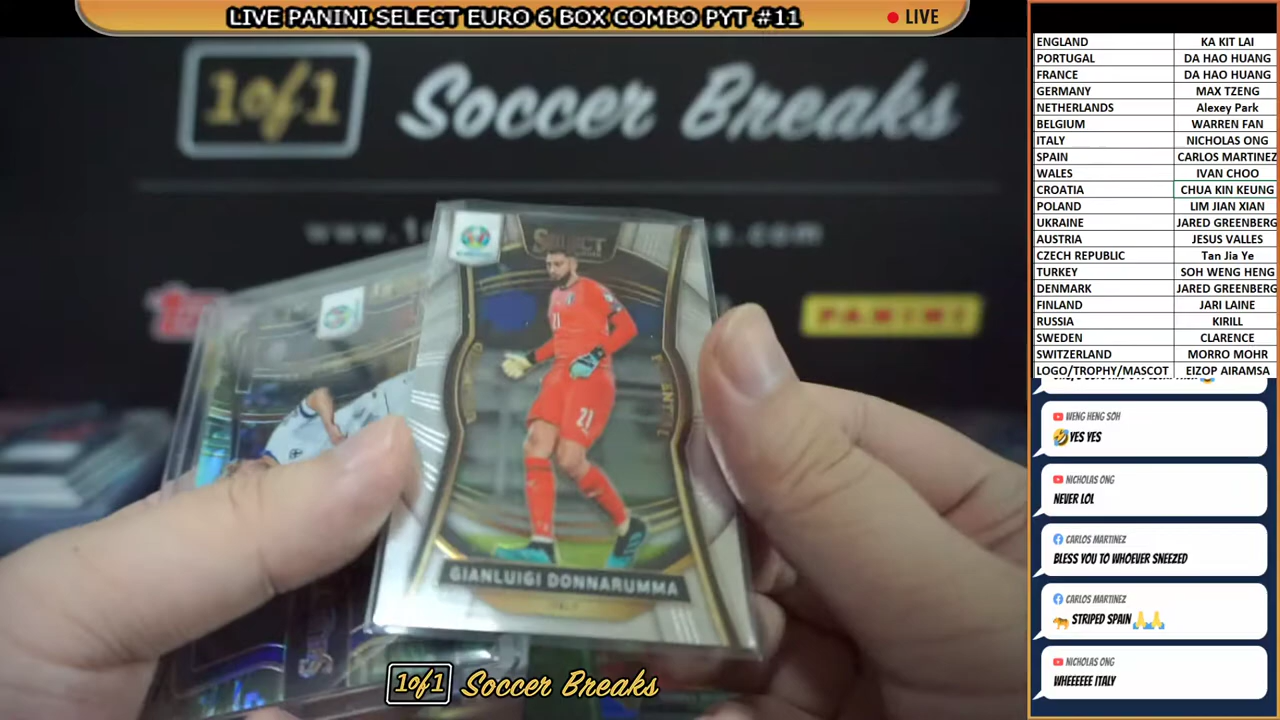 LIVE PANINI SELECT EURO 6 BOX COMBO PYT #11
LIVE
1of1 Soccer Breaks
PANINI
SELECT
21
21
GIANLUIGI DONNARUMMA
ITALY
1of1 Soccer Breaks
ENGLAND KA KIT LAI
PORTUGAL DA HAO HUANG
FRANCE DA HAO HUANG
GERMANY MAX TZENG
NETHERLANDS Alexey Park
BELGIUM WARREN FAN
ITALY NICHOLAS ONG
SPAIN CARLOS MARTINEZ
WALES IVAN CHOO
CROATIA CHUA KIN KEUNG
POLAND LIM JIAN XIAN
UKRAINE JARED GREENBERG
AUSTRIA JESUS VALLES
CZECH REPUBLIC Tan Jia Ye
TURKEY SOH WENG HENG
DENMARK JARED GREENBERG
FINLAND JARI LAINE
RUSSIA KIRILL
SWEDEN CLARENCE
SWITZERLAND MORRO MOHR
LOGO/TROPHY/MASCOT EIZOP AIRAMSA
WENG HENG SOH
🤣YES YES
NICHOLAS ONG
NEVER LOL
CARLOS MARTINEZ
BLESS YOU TO WHOEVER SNEEZED
CARLOS MARTINEZ
🐅 STRIPED SPAIN 🙏🙏
NICHOLAS ONG
WHEEEEEE ITALY